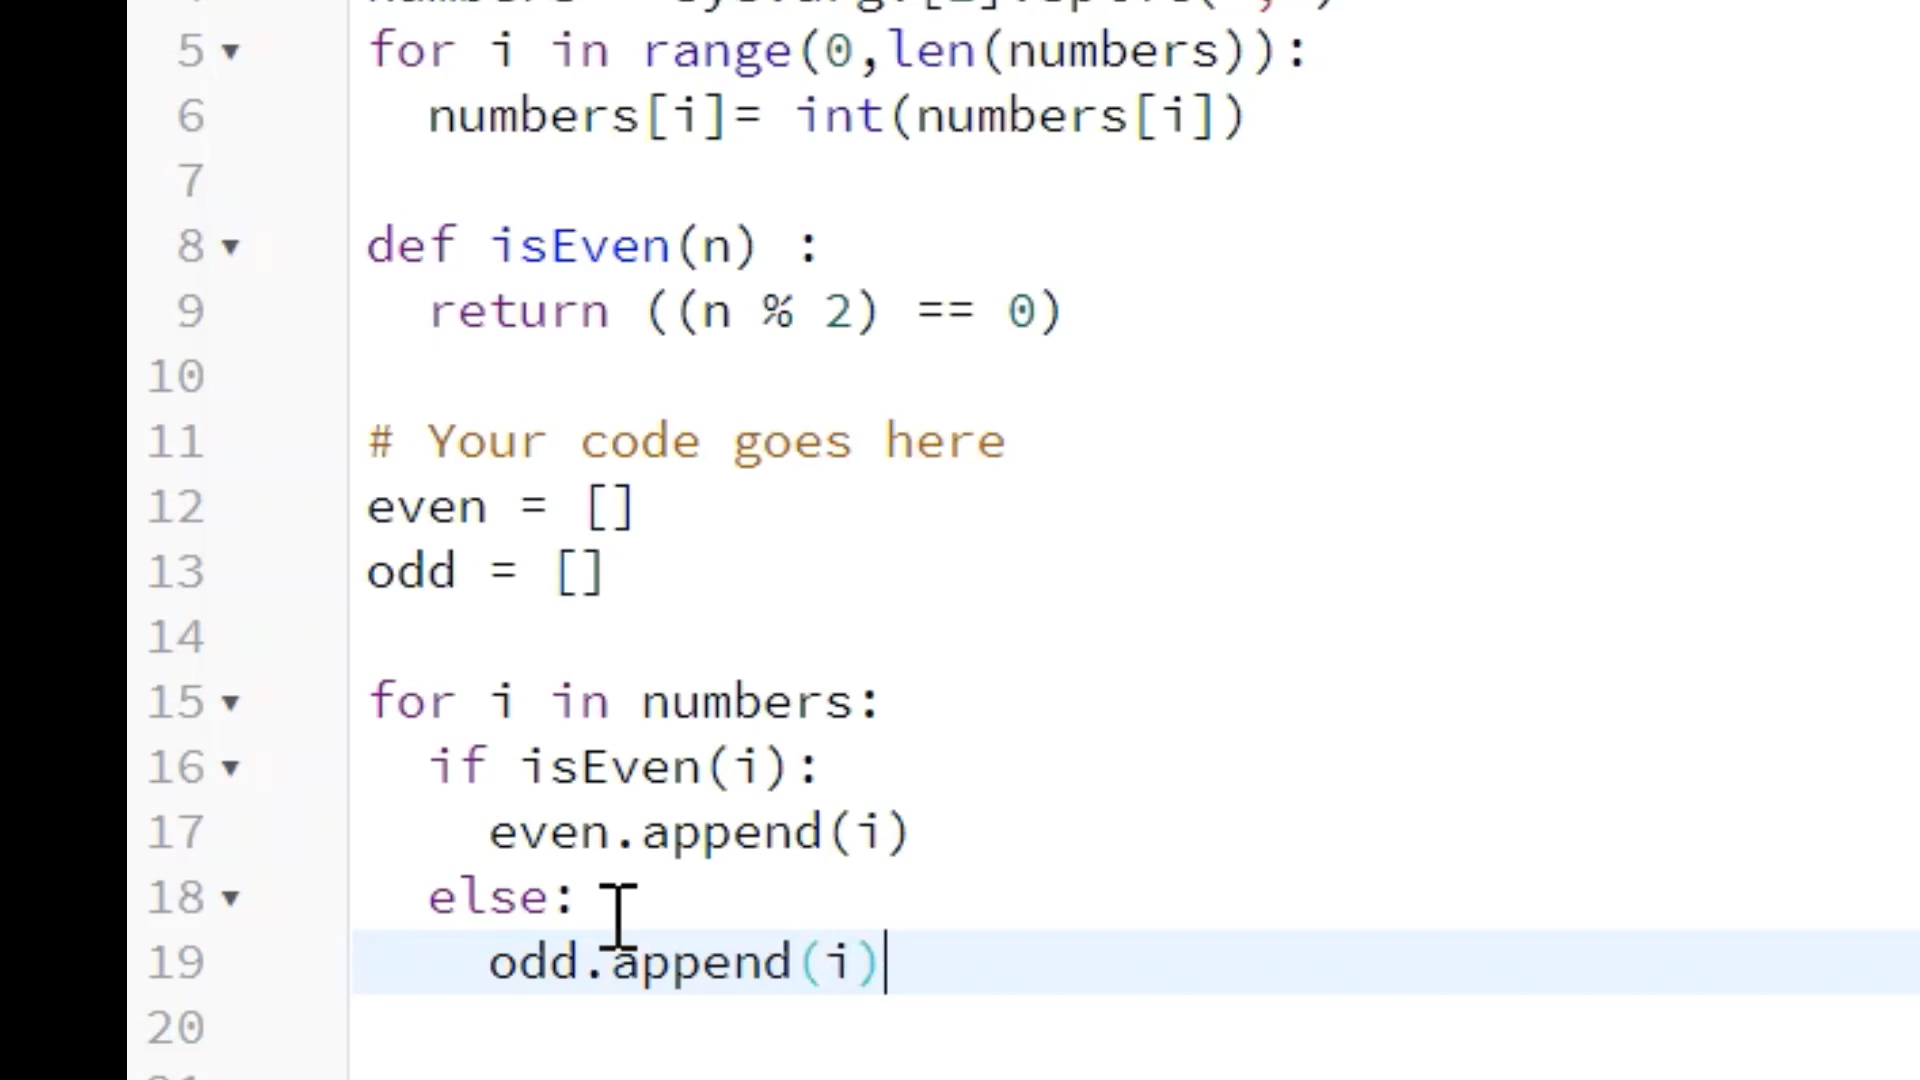 5 for i in range(0,len(numbers)):
6 numbers[i]= int(numbers[i])
7
8 def isEven(n) :
9 return ((n % 2) == 0)
10
11 # Your code goes here
12 even = []
13 odd = []
14
15 for i in numbers:
16 if isEven(i):
17 even.append(i)
18 else:
19 odd.append(i)
20